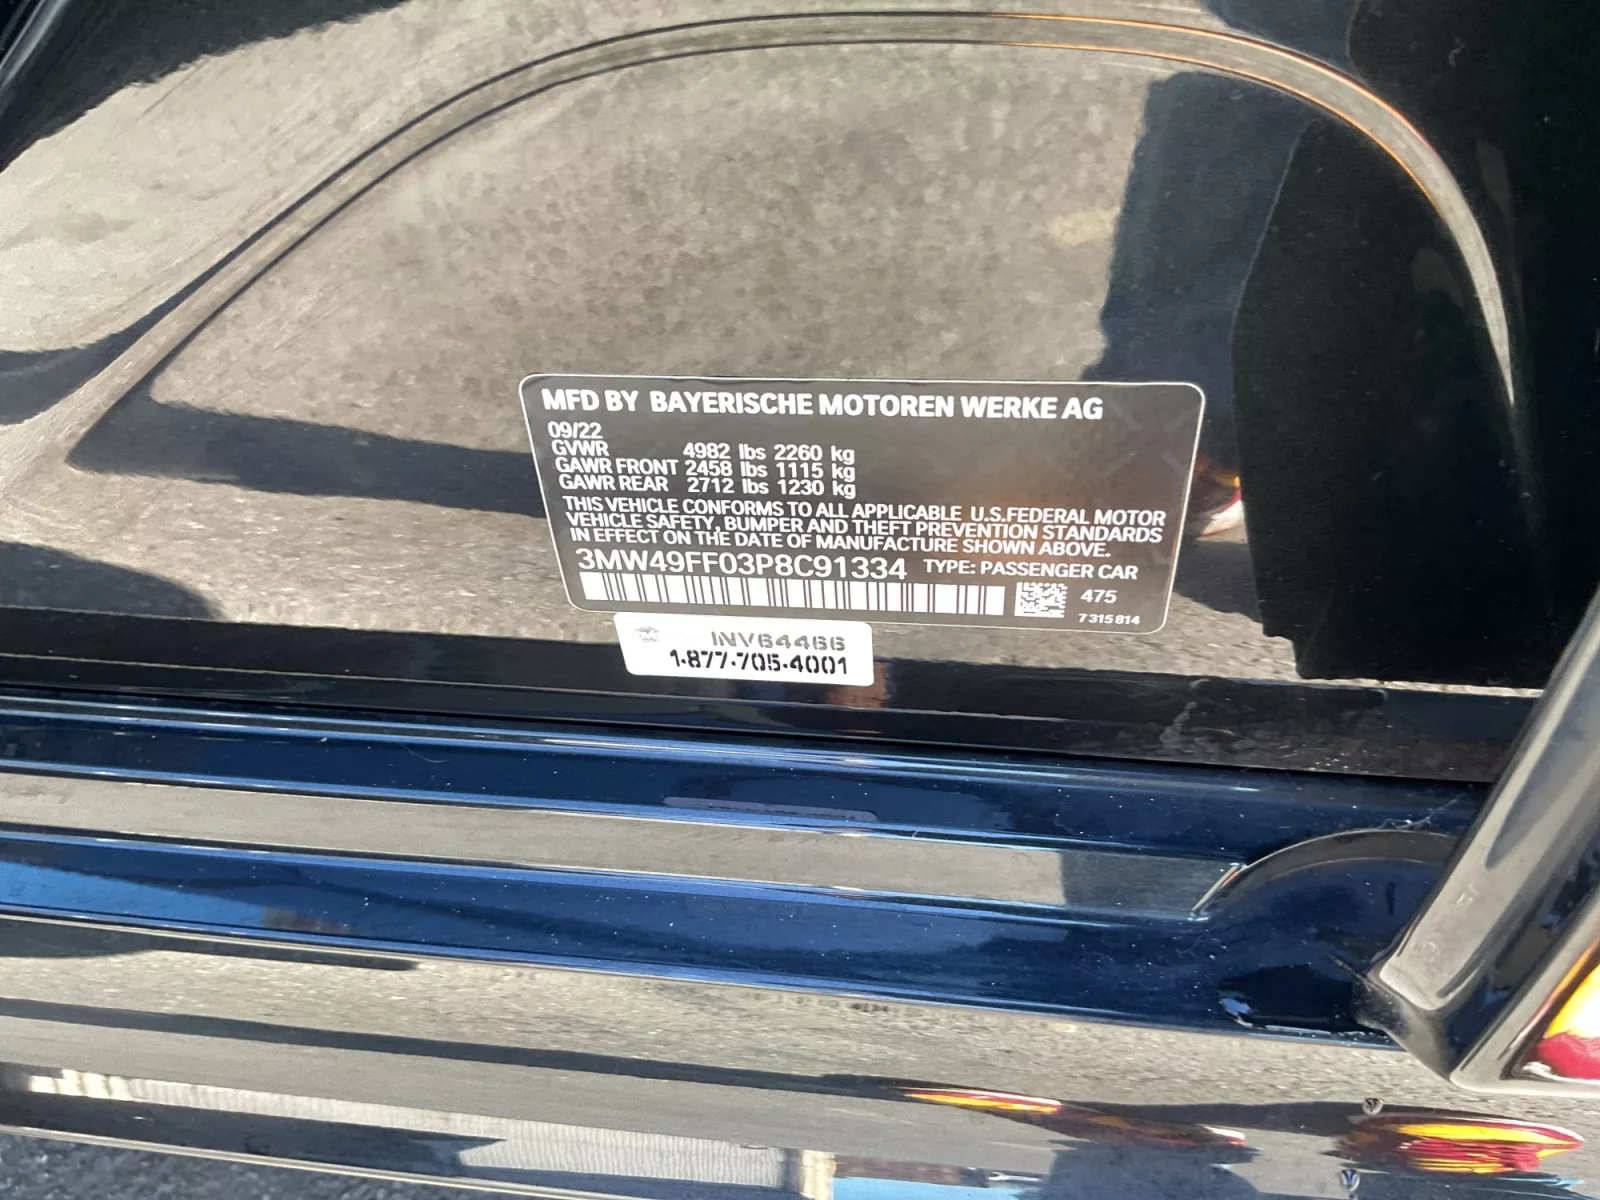 MFD BY BAYERISCHE MOTOREN WERKE AG
09/22
GVWR 4982 lbs 2260 kg
GAWR FRONT 2458 lbs 1115 kg
GAWR REAR 2712 lbs 1230 kg
THIS VEHICLE CONFORMS TO ALL APPLICABLE U.S.FEDERAL MOTOR
VEHICLE SAFETY, BUMPER AND THEFT PREVENTION STANDARDS
IN EFFECT ON THE DATE OF MANUFACTURE SHOWN ABOVE.
3MW49FF03P8C91334 TYPE: PASSENGER CAR
475
7 315 814
INV64466
1-877-705-4001